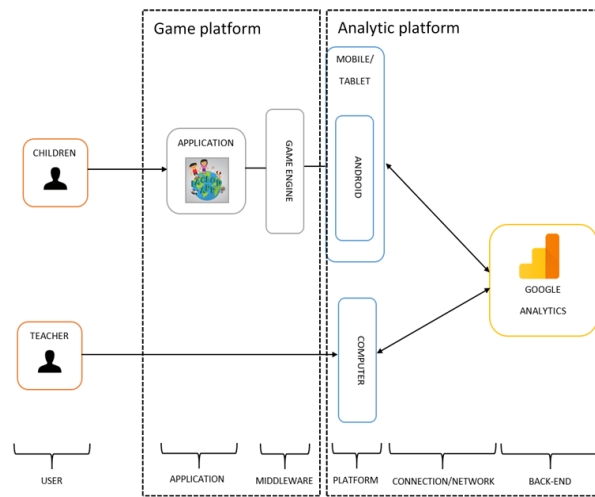 Game platform
Analytic platform
MOBILE/
TABLET
CHILDREN
APPLICATION
GAME ENGINE
ANDROID
GOOGLE
ANALYTICS
TEACHER
COMPUTER
USER
APPLICATION
MIDDLEWARE
PLATFORM
CONNECTION/NETWORK
BACK-END